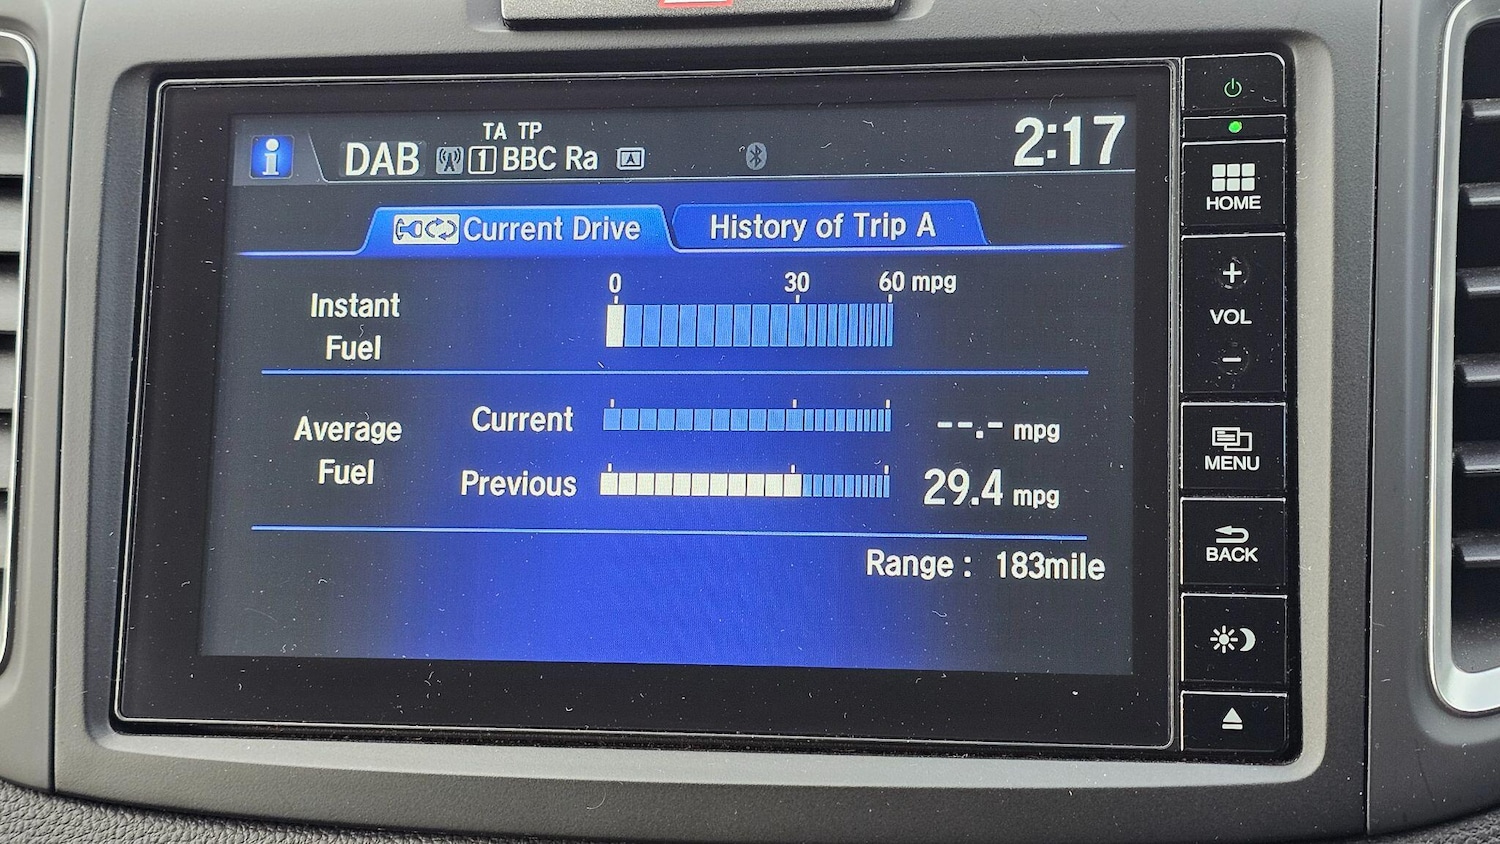 TA TP
i DAB 1 BBC Ra 2:17
Current Drive History of Trip A
0 30 60 mpg
Instant
Fuel
Average
Fuel
Current --.- mpg
Previous 29.4 mpg
Range : 183mile
HOME
+
VOL
-
MENU
BACK